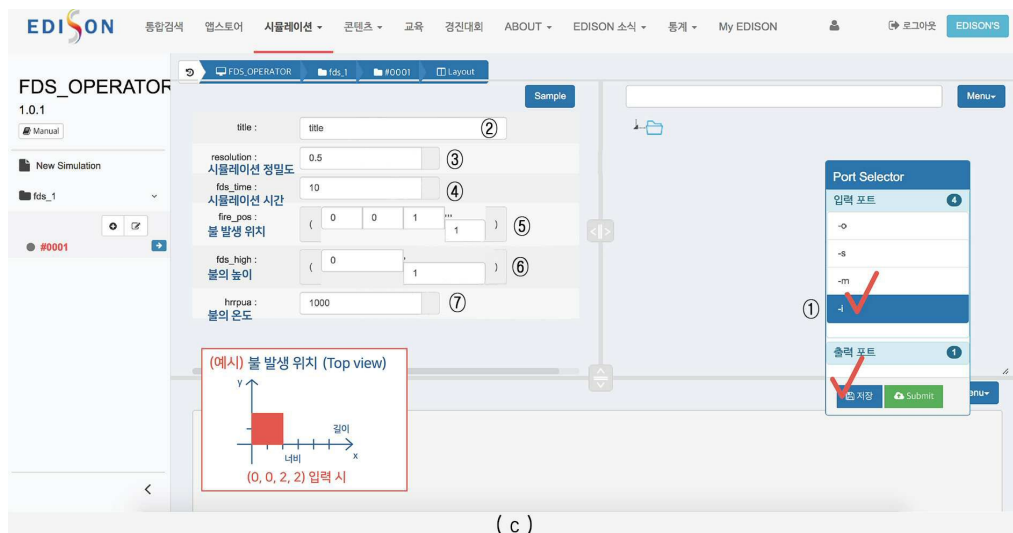 EDISON 통합검색 앱스토어 시뮬레이션 콘텐츠 교육 경진대회 ABOUT EDISON 소식 통계 My EDISON 로그아웃 EDISON'S
FDS_OPERATOR
1.0.1
Manual
New Simulation
fds_1
#0001
FDS_OPERATOR fds_1 #0001 Layout
Sample
title : title ②
resolution : 0.5 ③
시뮬레이션 정밀도
fds_time : 10 ④
시뮬레이션 시간
fire_pos : ( 0 0 1 ,,, 1 ) ⑤
불 발생 위치
fds_high : ( 0 , 1 ) ⑥
불의 높이
hrrpua : 1000 ⑦
불의 온도
(예시) 불 발생 위치 (Top view)
y
길이
너비
x
(0, 0, 2, 2) 입력 시
Menu
Port Selector
입력 포트 4
-o
-s
-m
① -i
출력 포트 1
저장 Submit
enu
( c )